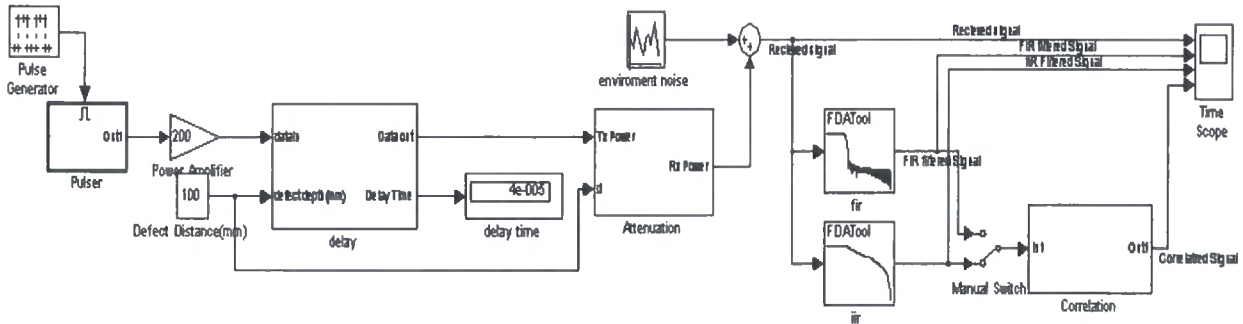 Pulse
Generator
Out1
Pulser
200
Power Amplifier
100
Defect Distance(mm)
datain
defect depth(mm)
Data out
Delay Time
delay
4e-005
delay time
Tx Power
d
Rx Power
Attenuation
enviroment noise
Recieved signal
Recieved signal
FIR filtered Signal
IIR Filtered Signal
Time
Scope
FDATool
FIR filtered Signal
fir
FDATool
iir
Manual Switch
In1
Out1
Correlation
Correlated Signal